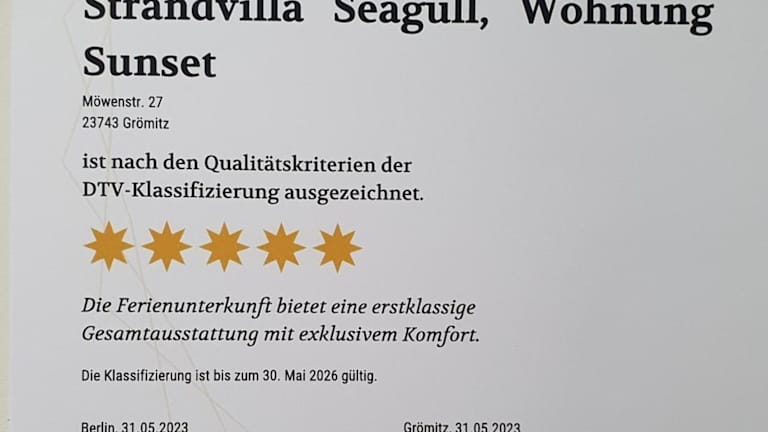 Strandvilla Seagull, Wohnung
Sunset
Möwenstr. 27
23743 Grömitz
ist nach den Qualitätskriterien der
DTV-Klassifizierung ausgezeichnet.
Die Ferienunterkunft bietet eine erstklassige
Gesamtausstattung mit exklusivem Komfort.
Die Klassifizierung ist bis zum 30. Mai 2026 gültig.
Berlin, 31.05.2023 Grömitz, 31.05.2023